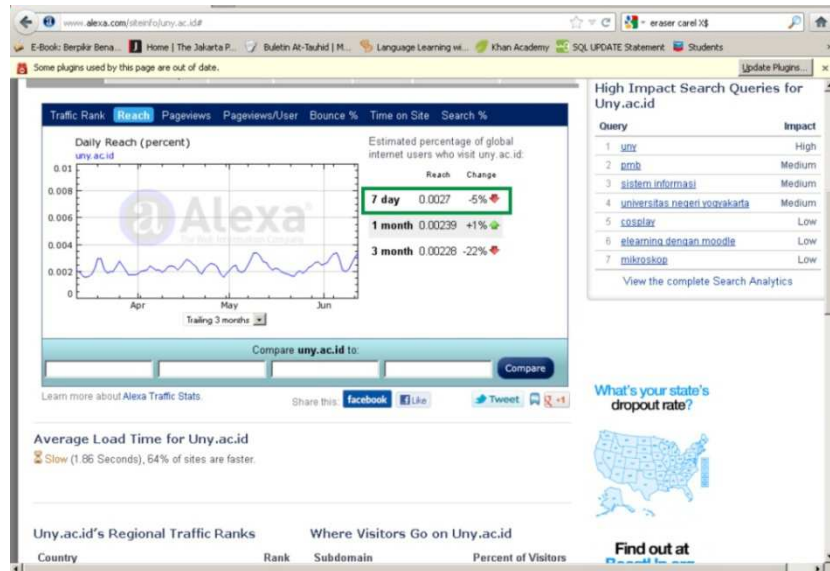 www.alexa.com/siteinfo/uny.ac.id#
eraser carel X$
E-Book: Berpikir Bena...
Home | The Jakarta P...
Buletin At-Tauhid | M...
Language Learning wi...
Khan Academy
SQL UPDATE Statement
Students
Some plugins used by this page are out of date.
Update Plugins...
Traffic Rank Reach Pageviews Pageviews/User Bounce % Time on Site Search %
Daily Reach (percent)
uny.ac.id
0.01
0.008
0.006
0.004
0.002
0
Apr May Jun
a Alexa
The Web Information Company
Trailing 3 months
Estimated percentage of global
internet users who visit uny.ac.id:
Reach Change
7 day 0.0027 -5%
1 month 0.00239 +1%
3 month 0.00228 -22%
Compare uny.ac.id to:
Compare
Learn more about Alexa Traffic Stats.
Share this: facebook Like Tweet +1
Average Load Time for Uny.ac.id
Slow (1.86 Seconds), 64% of sites are faster.
Uny.ac.id's Regional Traffic Ranks
Country Rank
Where Visitors Go on Uny.ac.id
Subdomain Percent of Visitors
High Impact Search Queries for
Uny.ac.id
Query Impact
1 uny High
2 pmb Medium
3 sistem informasi Medium
4 universitas negeri yogyakarta Medium
5 cosplay Low
6 elearning dengan moodle Low
7 mikroskop Low
View the complete Search Analytics
What's your state's
dropout rate?
Find out at